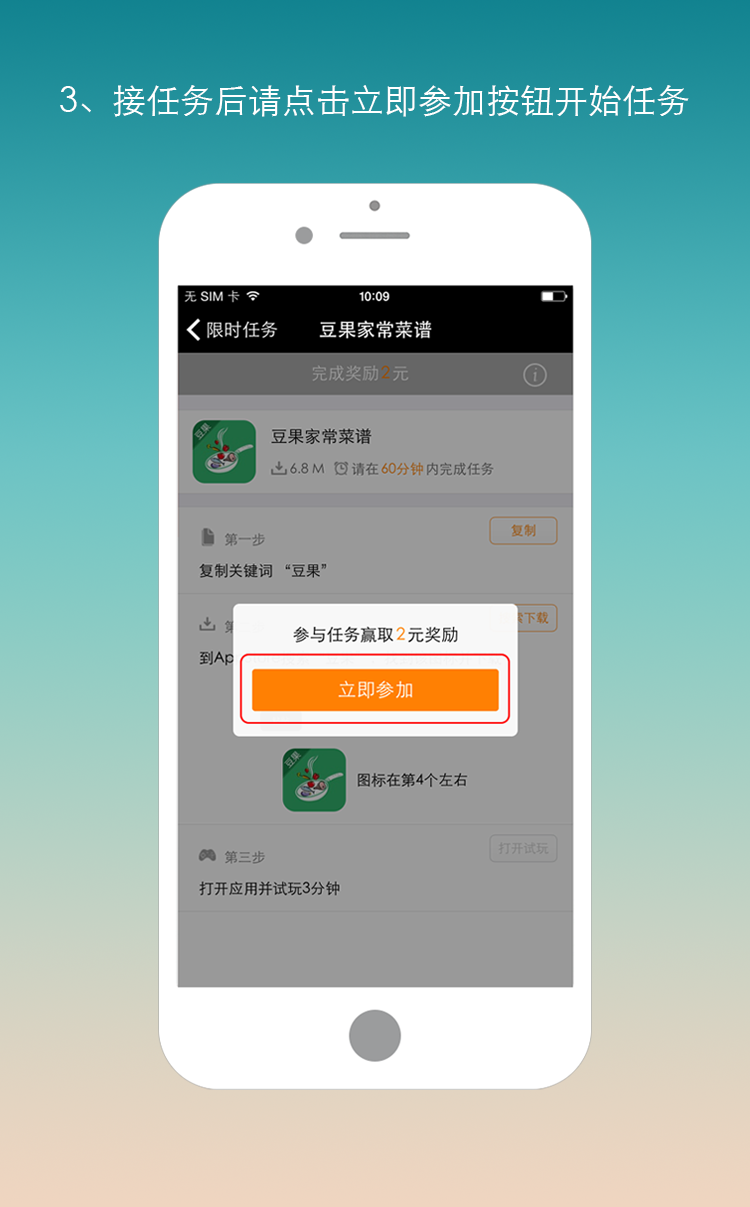 3、接任务后请点击立即参加按钮开始任务
无 SIM 卡
10:09
限时任务
豆果家常菜谱
完成奖励2元
豆果
豆果家常菜谱
6.8 M 请在60分钟内完成任务
第一步
复制
复制关键词 “豆果”
参与任务赢取2元奖励
下载
到Ap
立即参加
豆果
图标在第4个左右
第三步
打开试玩
打开应用并试玩3分钟